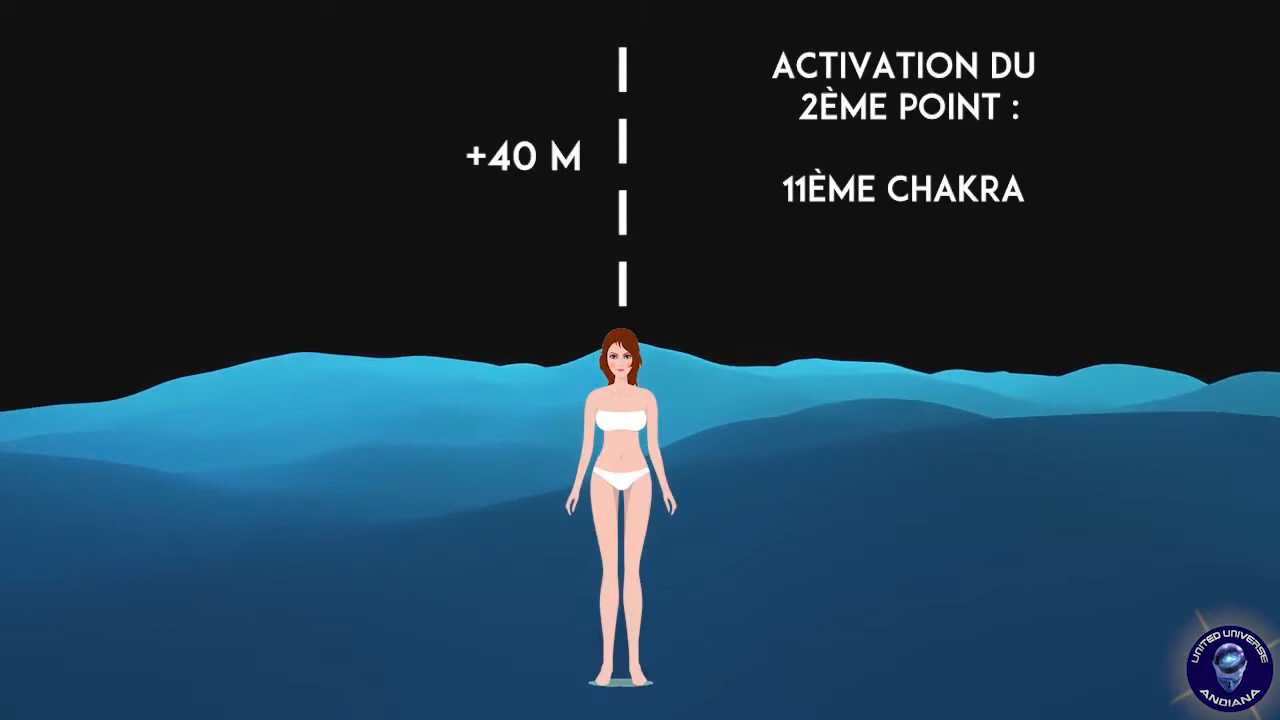 ACTIVATION DU
2ÈME POINT :
+40 M
11ÈME CHAKRA
UNITED UNIVERSE
ANDIANA